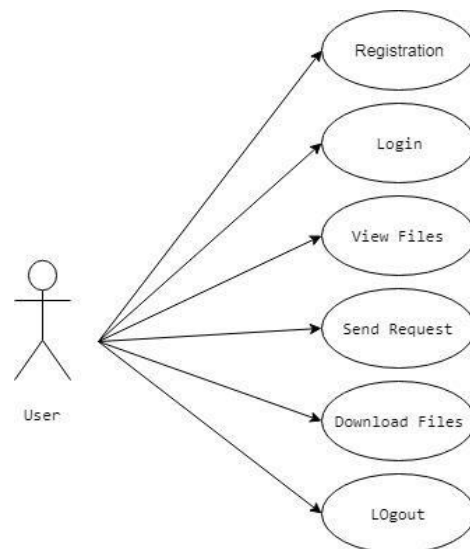 Registration
Login
View Files
Send Request
User
Download Files
LOgout